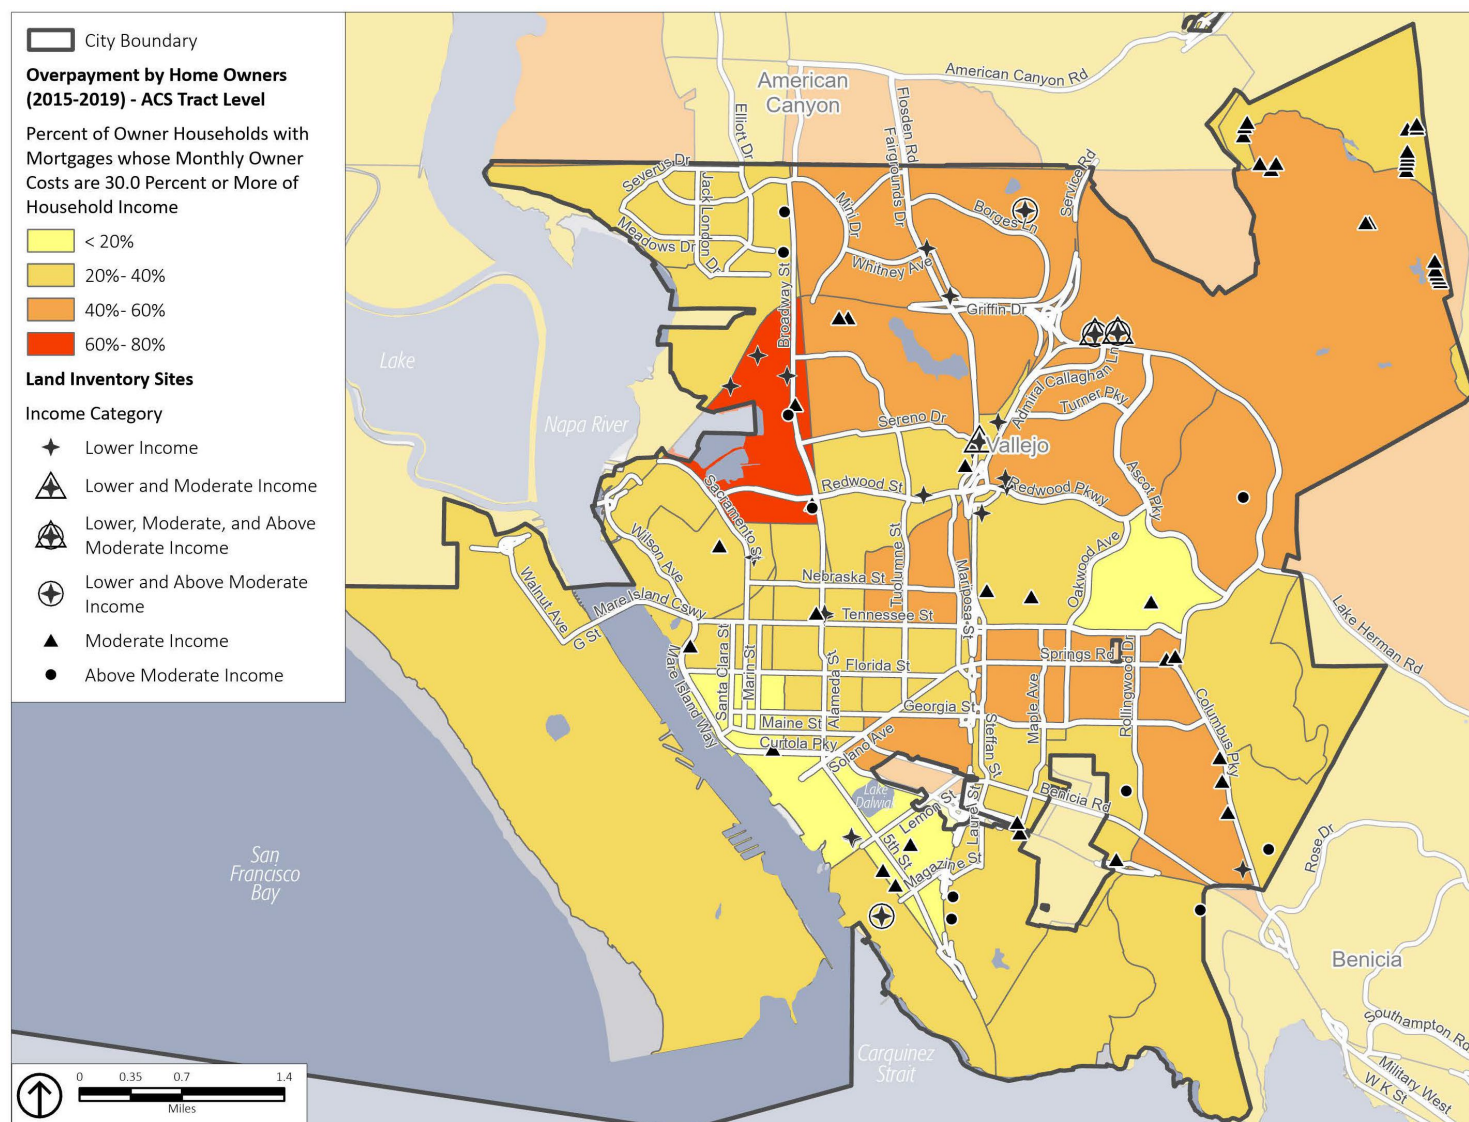 City Boundary
Overpayment by Home Owners
(2015-2019) - ACS Tract Level
Percent of Owner Households with
Mortgages whose Monthly Owner
Costs are 30.0 Percent or More of
Household Income
< 20%
20%- 40%
40%- 60%
60%- 80%
Land Inventory Sites
Income Category
Lower Income
Lower and Moderate Income
Lower, Moderate, and Above
Moderate Income
Lower and Above Moderate
Income
Moderate Income
Above Moderate Income
American
Canyon
American Canyon Rd
Elliott Dr
Flosden Rd
Fairgrounds Dr
Service Rd
Severus Dr
Jack London Dr
Meadows Dr
Mini Dr
Borges Ln
Whitney Ave
Broadway St
Griffin Dr
Lake
Napa River
Admiral Callaghan Ln
Turner Pky
Sereno Dr
Vallejo
Ascot Pky
Redwood St
Redwood Pkwy
Sacramento St
Wilson Ave
Tuolumne St
Mariposa St
Oakwood Ave
Nebraska St
Walnut Ave
Mare Island Cswy
G St
Tennessee St
Lake Herman Rd
Mare Island Way
Santa Clara St
Marin St
Alameda St
Florida St
Springs Rd
Rollingwood Dr
Maple Ave
Columbus Pky
Georgia St
Maine St
Curtola Pky
Solano Ave
Steffan St
Lake
Dalwia
Lemon St
Laurel St
Benicia Rd
5th St
Magazine St
Rose Dr
San
Francisco
Bay
Benicia
Southampton Rd
Carquinez
Strait
Military West
W K St
0 0.35 0.7 1.4
Miles